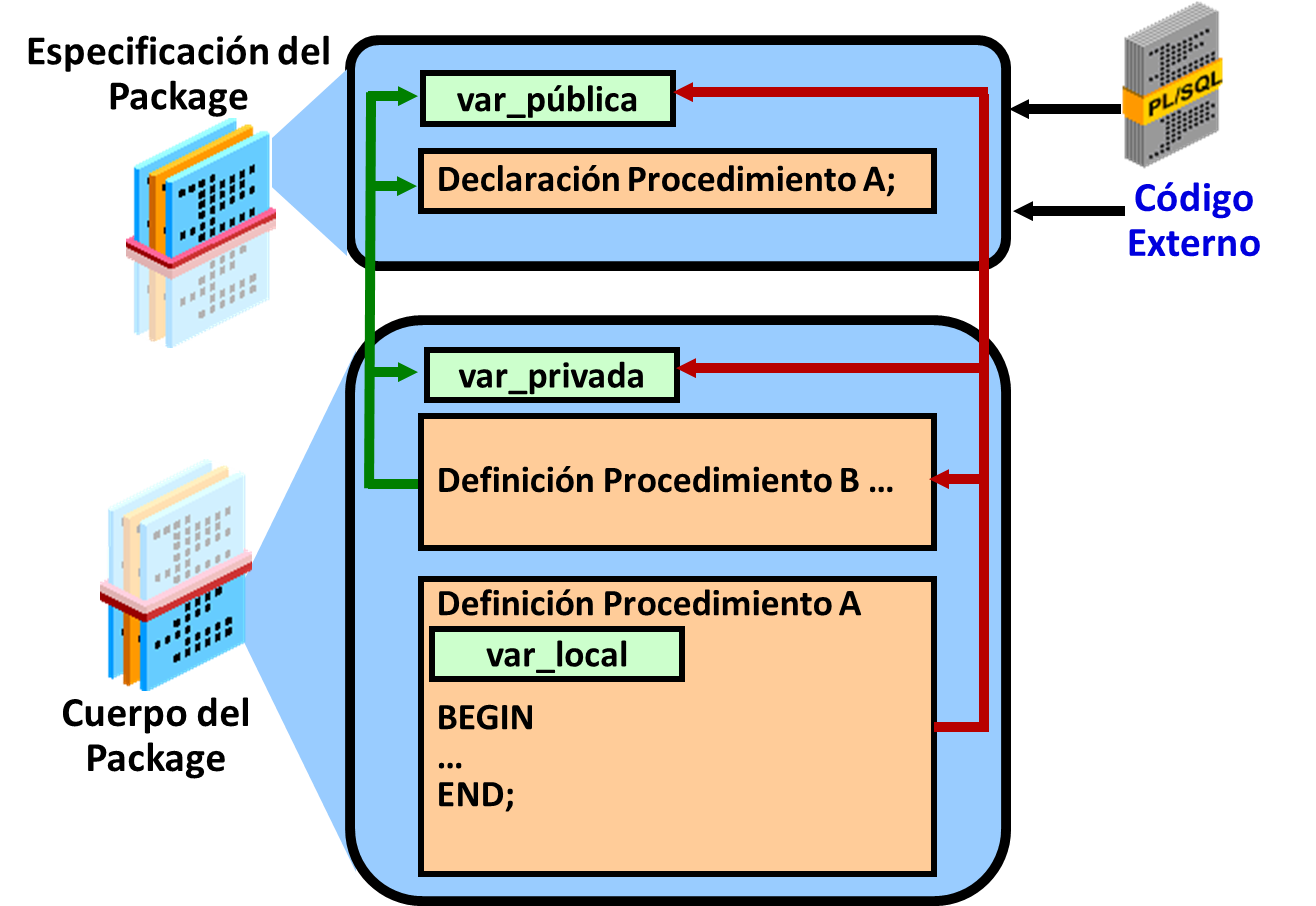 Especificación del
Package
var_pública
Declaración Procedimiento A;
PL/SQL
Código
Externo
var_privada
Definición Procedimiento B ...
Definición Procedimiento A
var_local
BEGIN
...
END;
Cuerpo del
Package